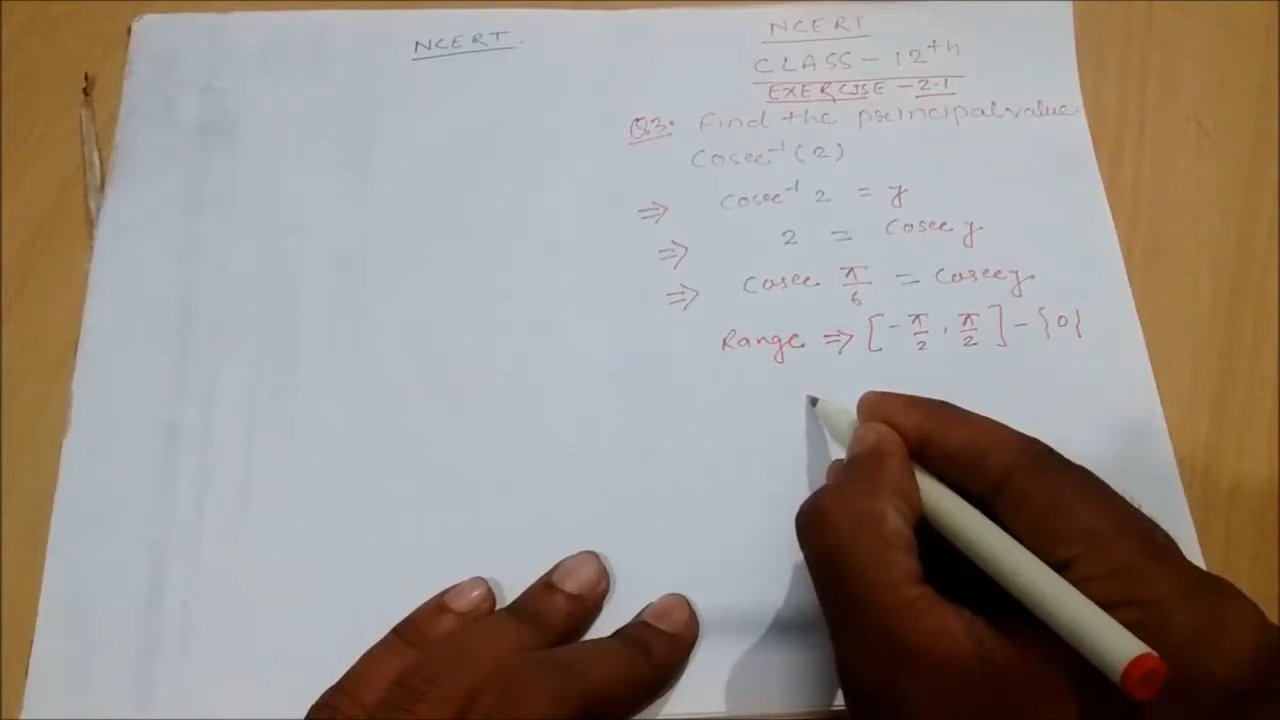 NCERT.
NCERT
CLASS - 12th
EXERCISE - 2.1
Q3. Find the principal value
Cosec⁻¹(2)
⇒ cosec⁻¹ 2 = y
⇒ 2 = cosec y
⇒ cosec π/6 = cosec y
Range ⇒ [-π/2, π/2] - {0}